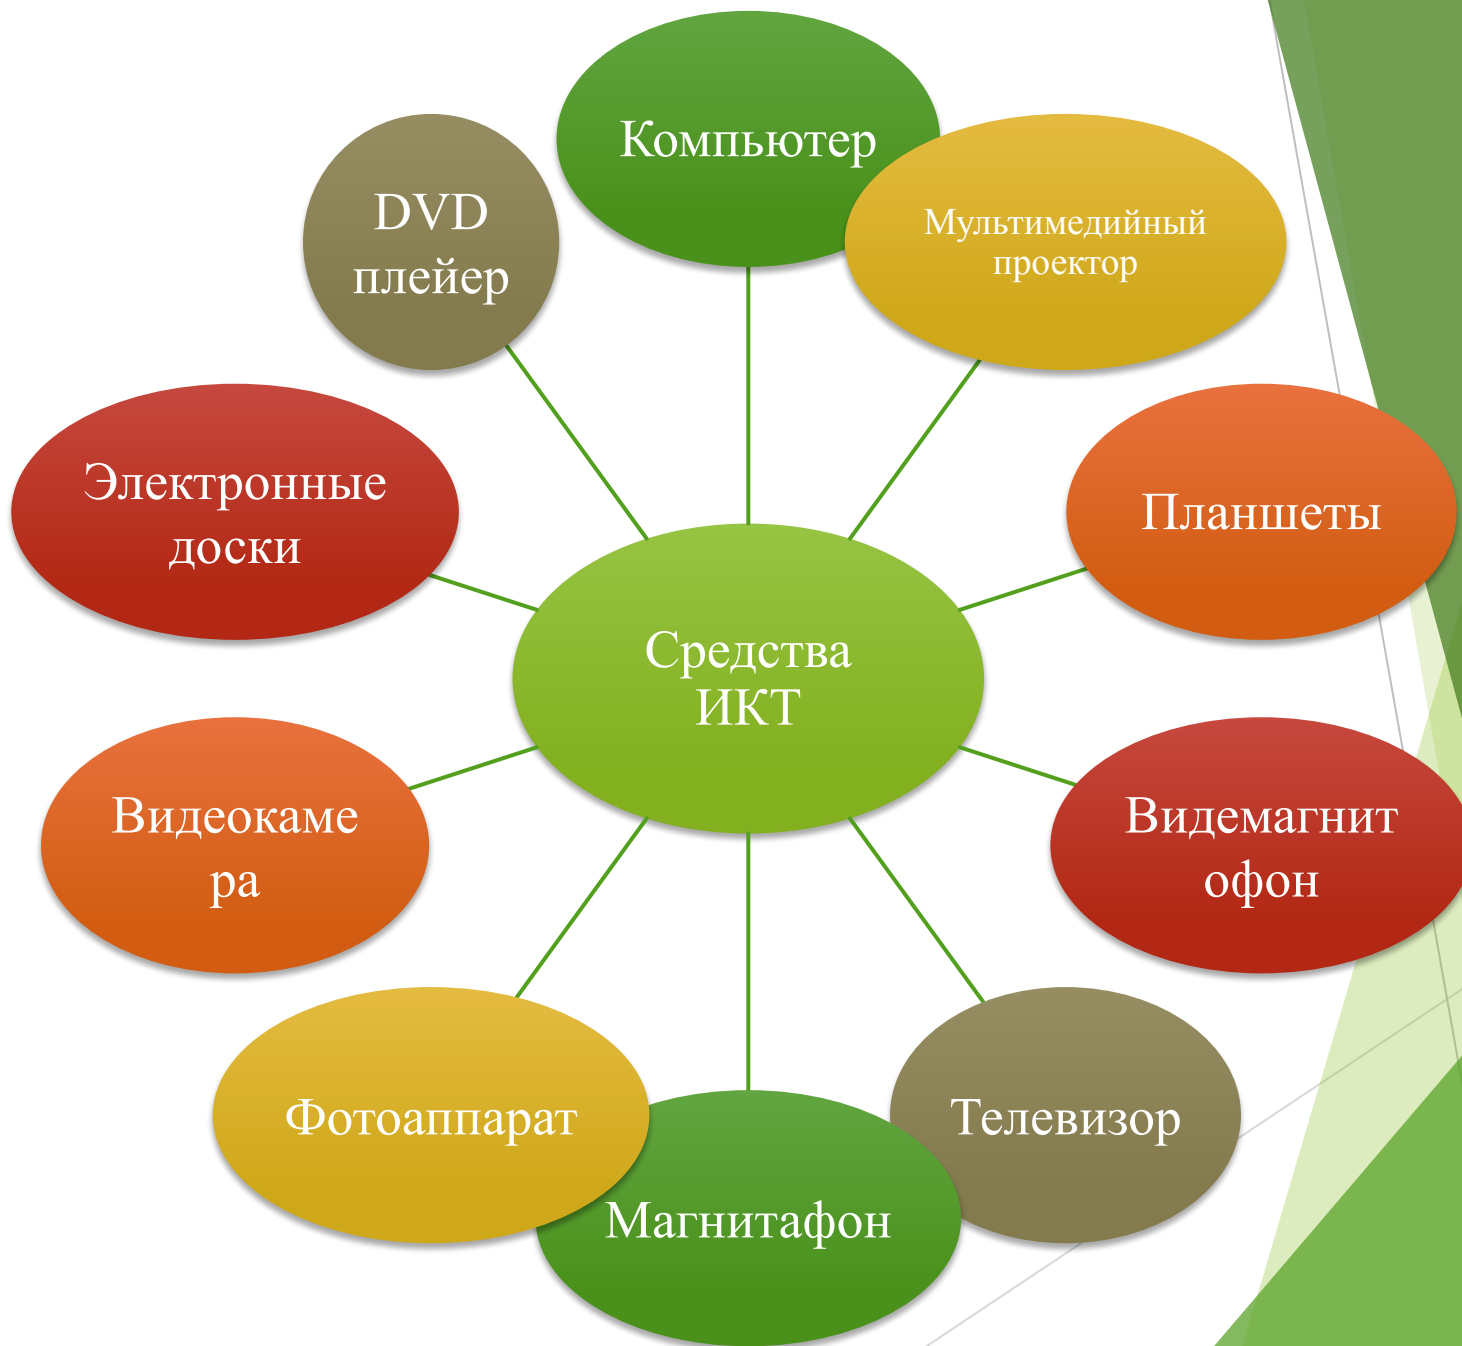 Компьютер
Мультимедийный
проектор
Планшеты
Видемагнит
офон
Телевизор
Магнитафон
Фотоаппарат
Видеокаме
ра
Электронные
доски
DVD
плейер
Средства
ИКТ